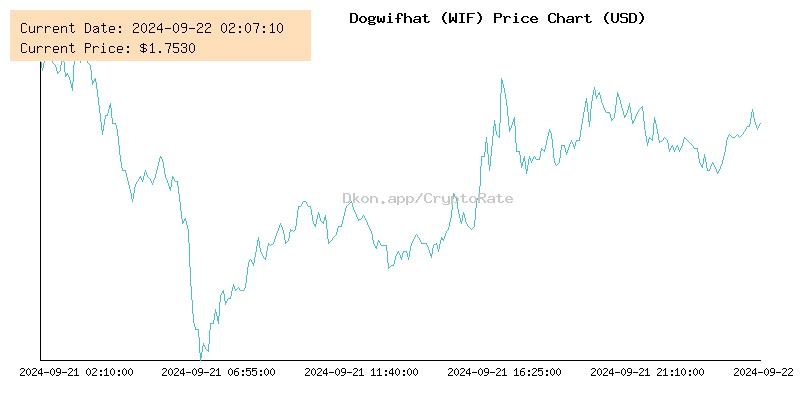 Dogwifhat (WIF) Price Chart (USD)
Current Date: 2024-09-22 02:07:10
Current Price: $1.7530
Dkon.app/CryptoRate
2024-09-21 02:10:00 2024-09-21 06:55:00 2024-09-21 11:40:00 2024-09-21 16:25:00 2024-09-21 21:10:00 2024-09-22